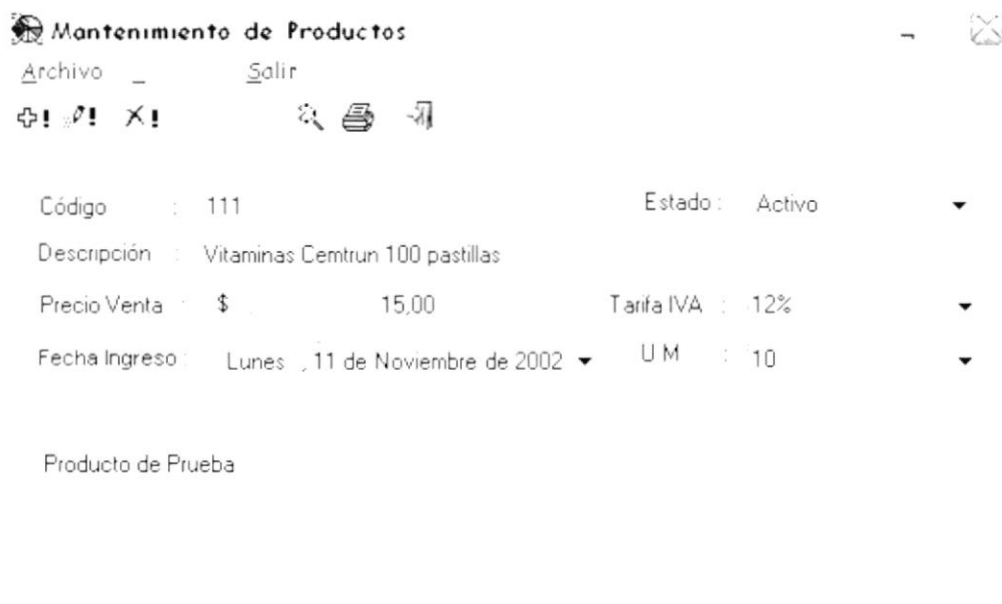 Mantenimiento de Productos
Archivo _ Salir
Código : 111 Estado : Activo
Descripción : Vitaminas Cemtrun 100 pastillas
Precio Venta : $ 15,00 Tarifa IVA : 12%
Fecha Ingreso : Lunes , 11 de Noviembre de 2002 U M : 10
Producto de Prueba